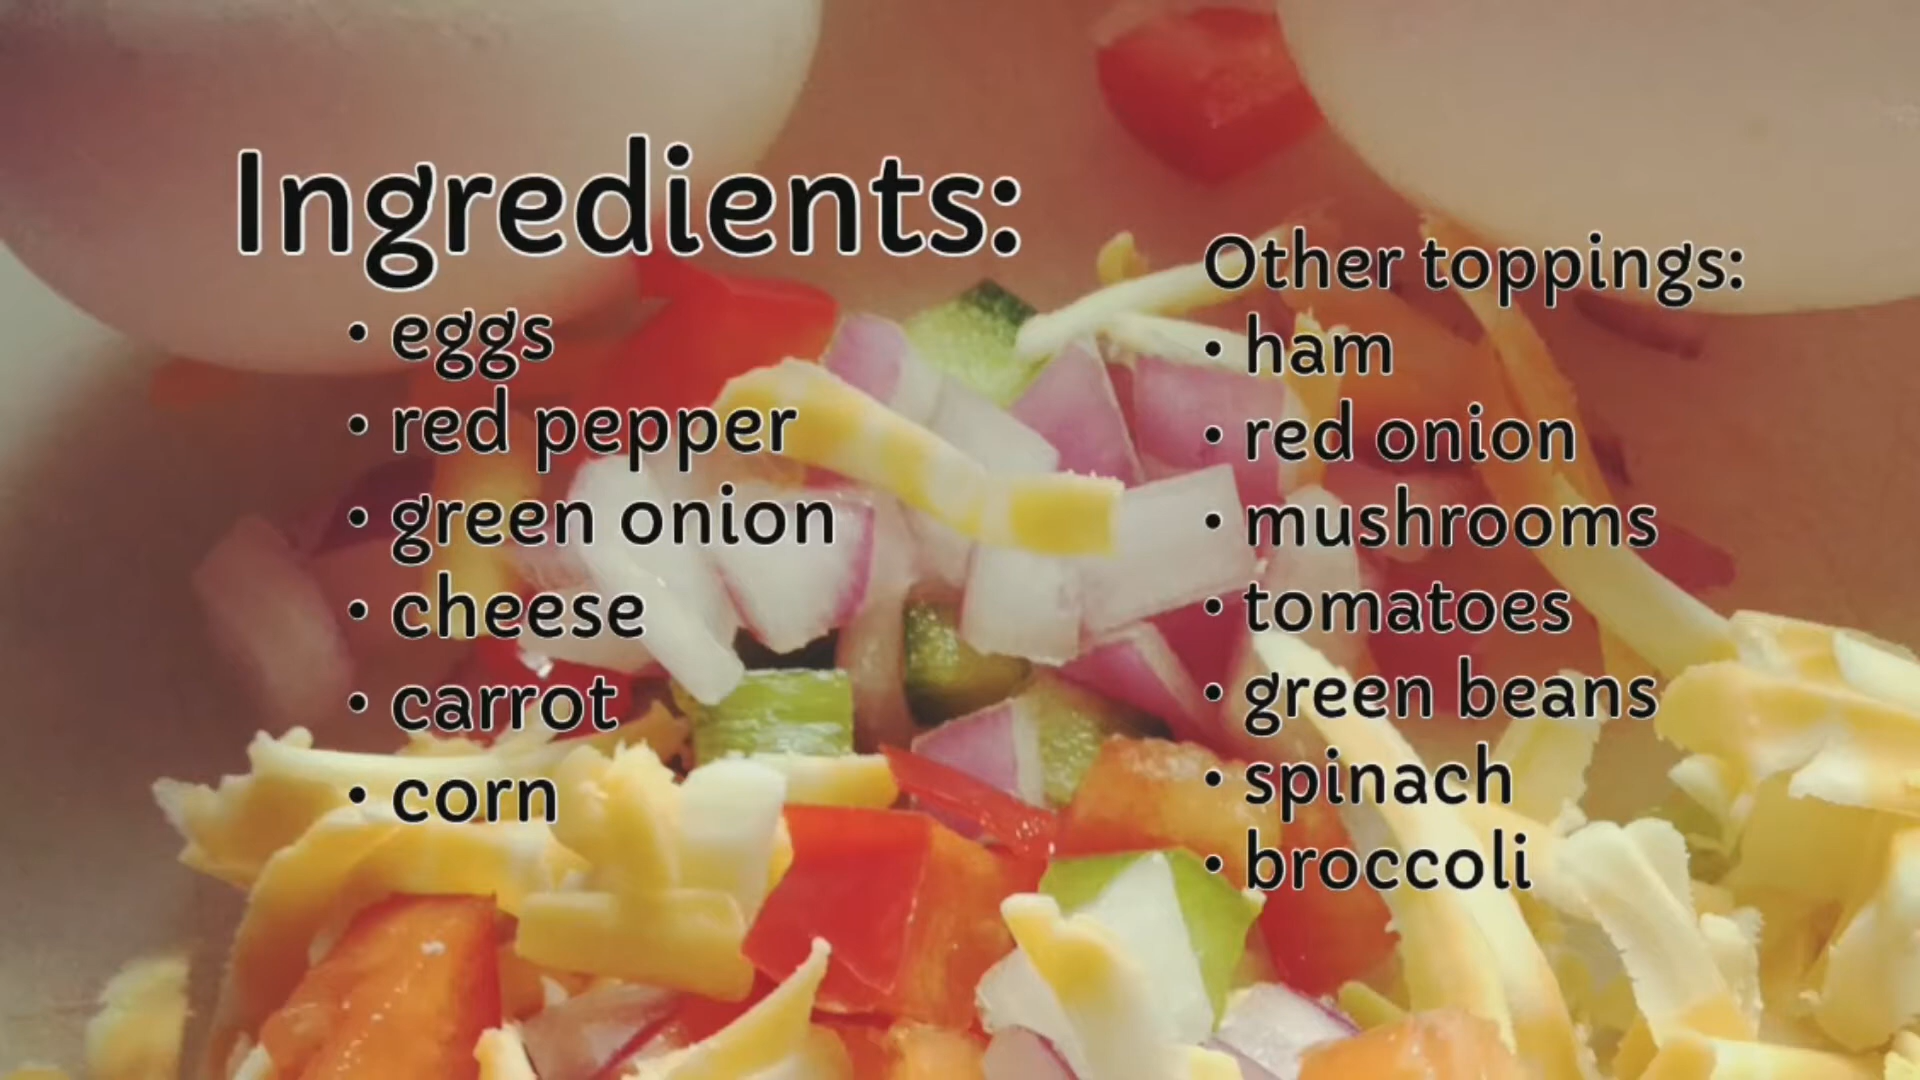 Ingredients:
• eggs
• red pepper
• green onion
• cheese
• carrot
• corn
Other toppings:
• ham
• red onion
• mushrooms
• tomatoes
• green beans
• spinach
• broccoli